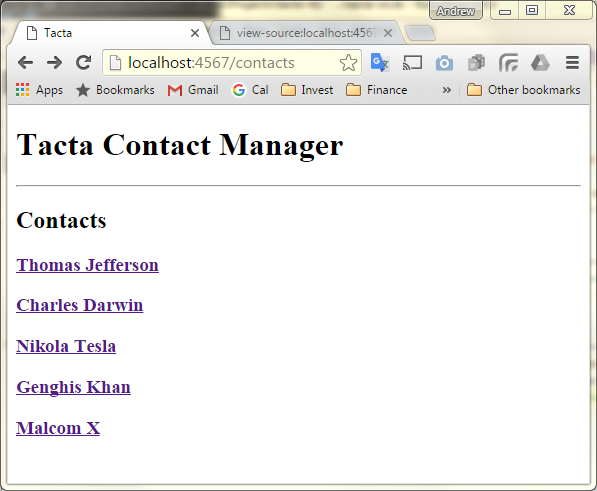 Andrew
Tacta
view-source:localhost:4567
localhost:4567/contacts
Apps Bookmarks Gmail Cal Invest Finance » Other bookmarks
Tacta Contact Manager
Contacts
Thomas Jefferson
Charles Darwin
Nikola Tesla
Genghis Khan
Malcom X